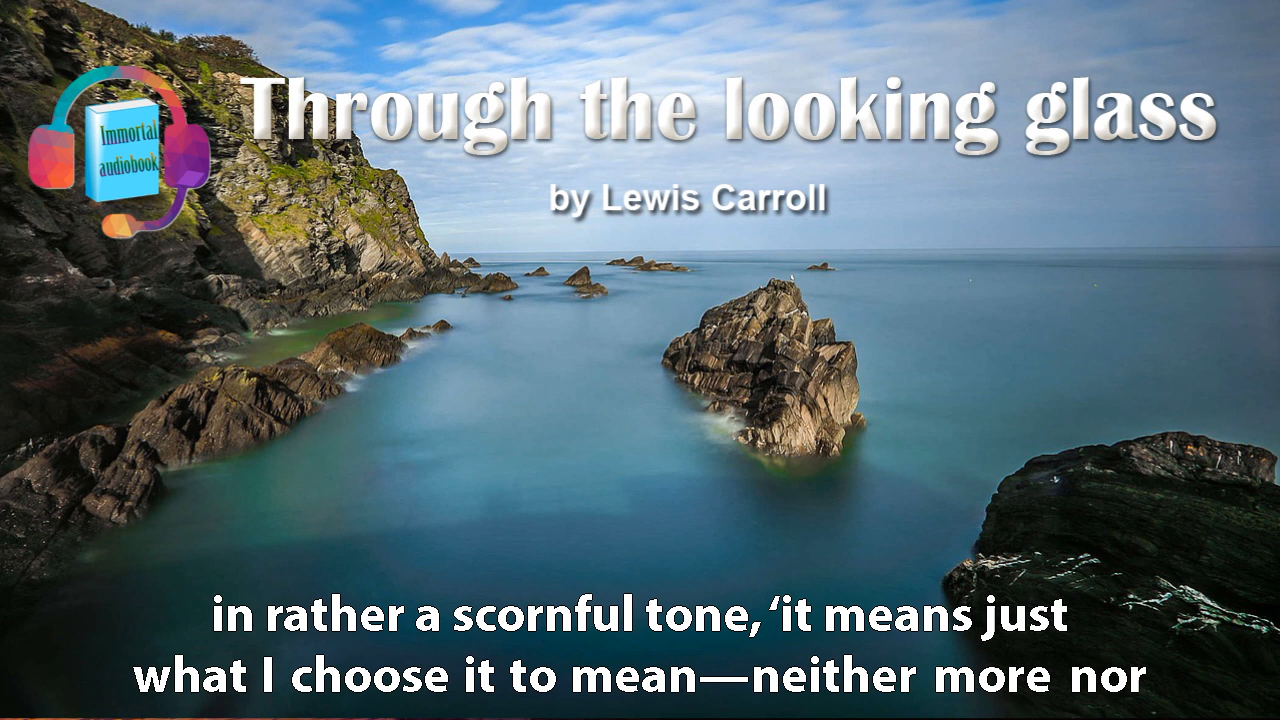 Through the looking glass
Immortal
audiobook
by Lewis Carroll
in rather a scornful tone, ‘it means just
what I choose it to mean—neither more nor